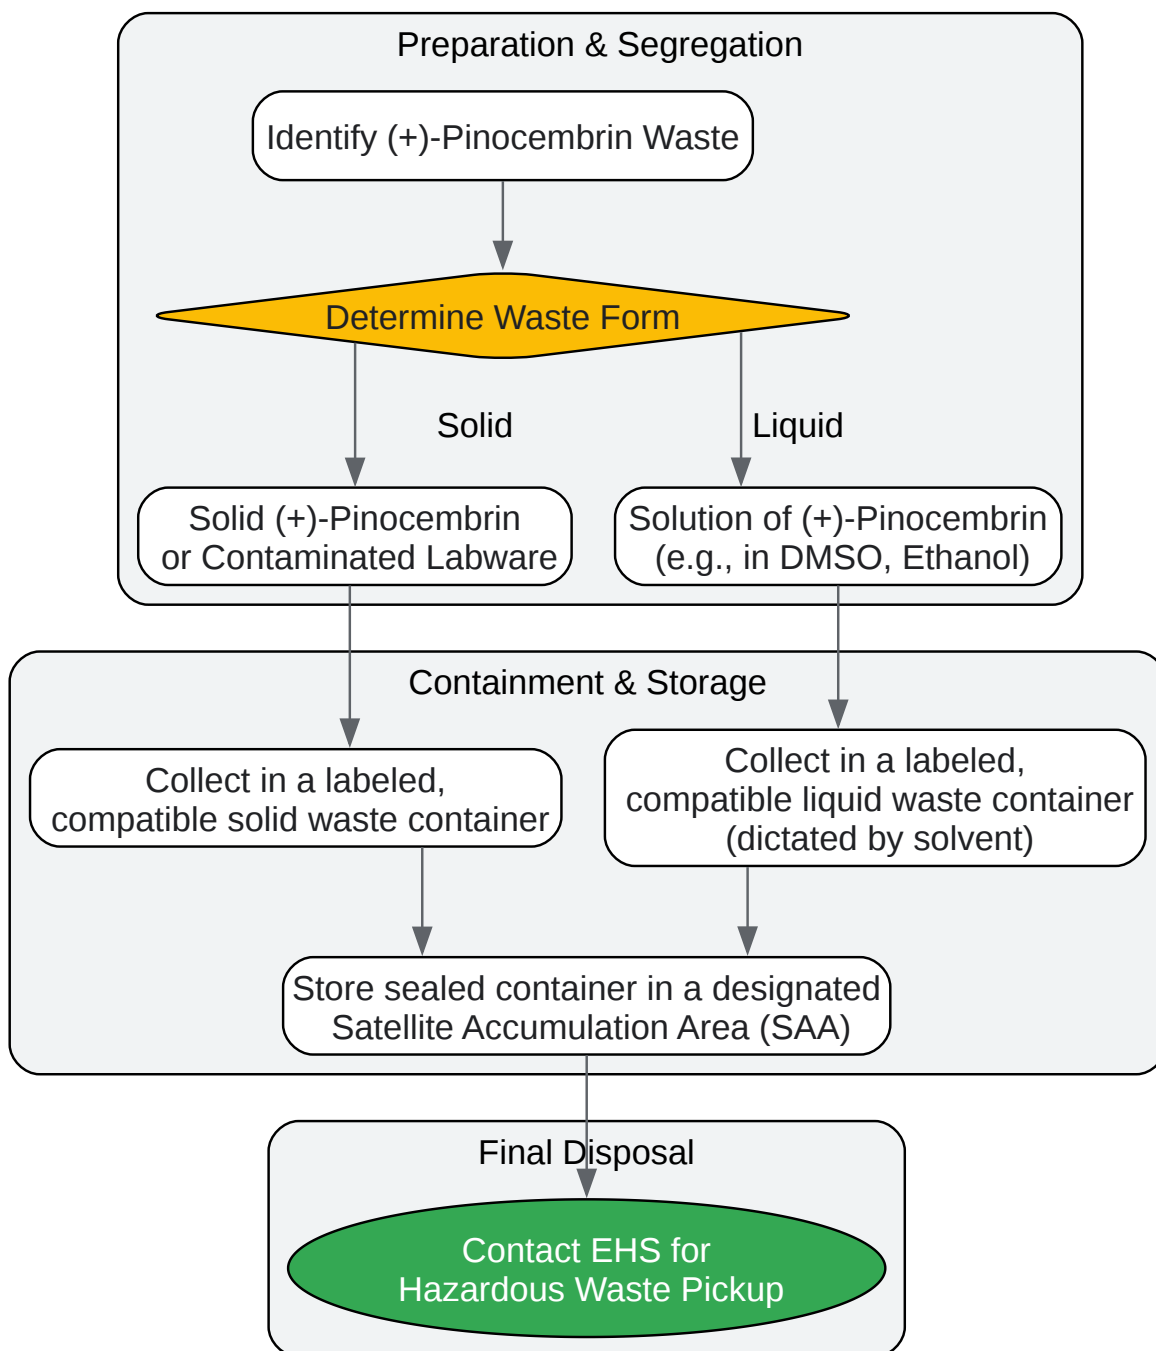 Preparation & Segregation
Identify (+)-Pinocembrin Waste
Determine Waste Form
Solid
Liquid
Solid (+)-Pinocembrin
or Contaminated Labware
Solution of (+)-Pinocembrin
(e.g., in DMSO, Ethanol)
Containment & Storage
Collect in a labeled,
compatible solid waste container
Collect in a labeled,
compatible liquid waste container
(dictated by solvent)
Store sealed container in a designated
Satellite Accumulation Area (SAA)
Final Disposal
Contact EHS for
Hazardous Waste Pickup